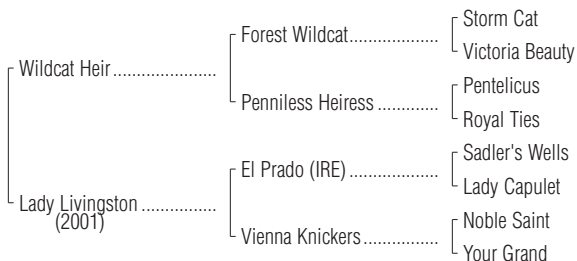 Storm Cat
Forest Wildcat....................
Victoria Beauty
Wildcat Heir.......................
Pentelicus
Penniless Heiress ..............
Royal Ties
Sadler's Wells
El Prado (IRE) ....................
Lady Capulet
Lady Livingston .................
(2001)
Noble Saint
Vienna Knickers.................
Your Grand